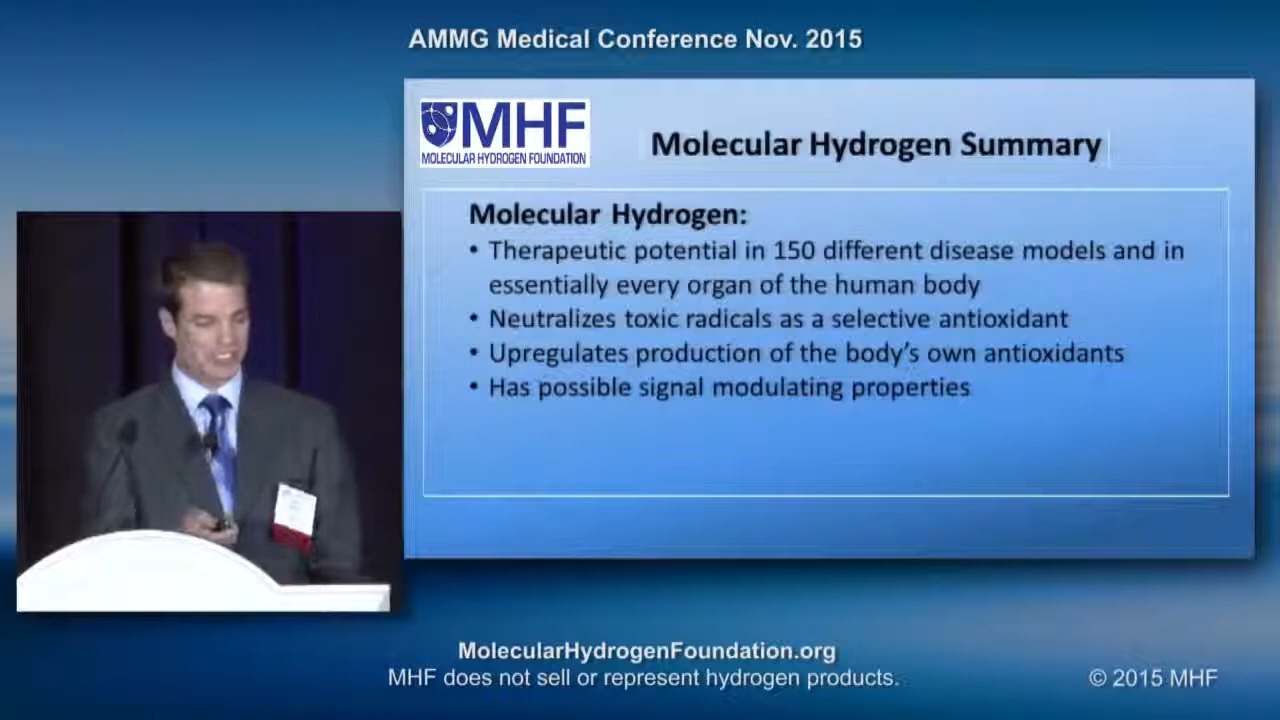 AMMG Medical Conference Nov. 2015
MHF
MOLECULAR HYDROGEN FOUNDATION
Molecular Hydrogen Summary
Molecular Hydrogen:
• Therapeutic potential in 150 different disease models and in
essentially every organ of the human body
• Neutralizes toxic radicals as a selective antioxidant
• Upregulates production of the body's own antioxidants
• Has possible signal modulating properties
MolecularHydrogenFoundation.org
MHF does not sell or represent hydrogen products.
© 2015 MHF